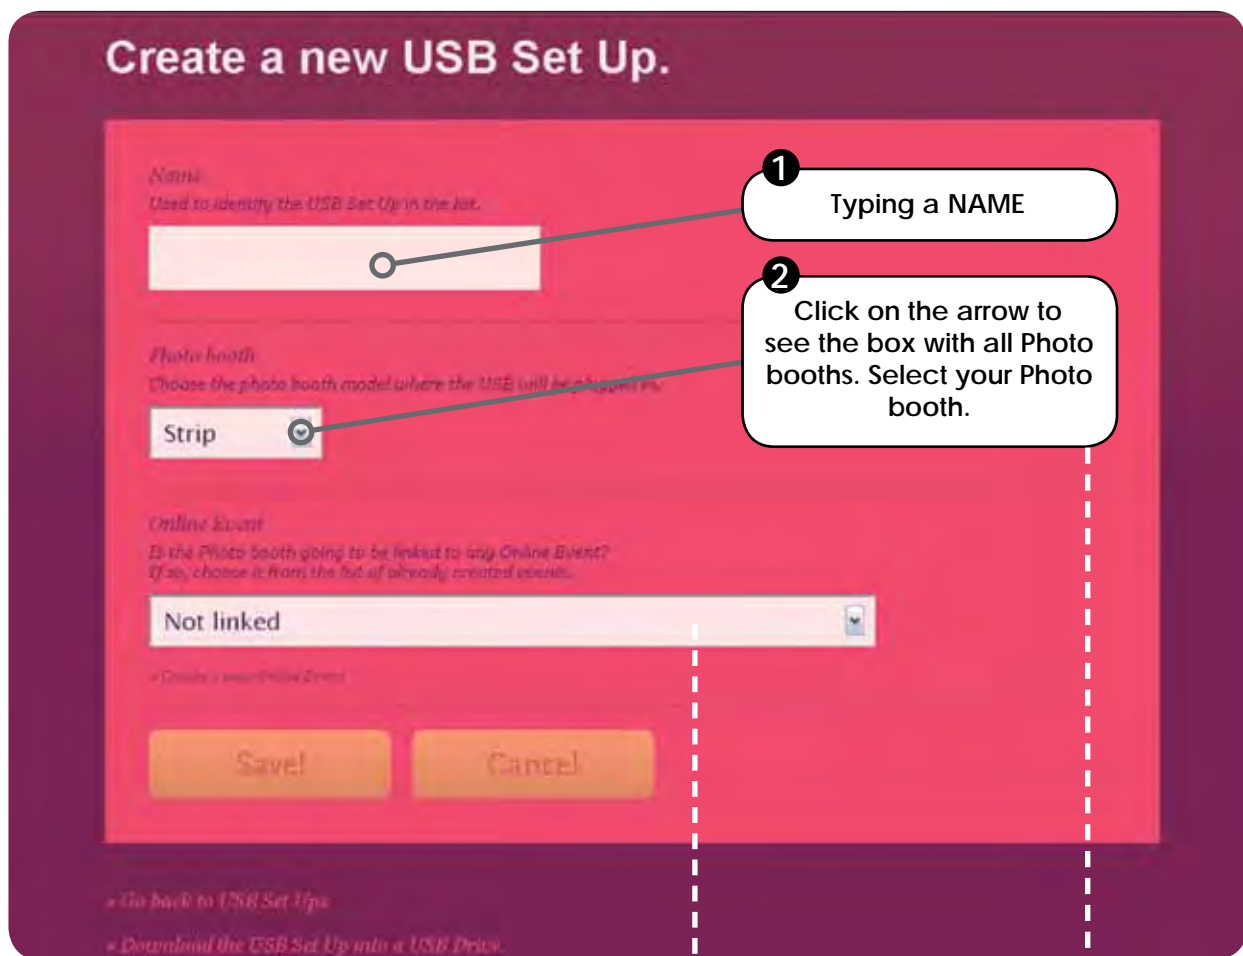 Create a new USB Set Up.
Name
Used to identify the USB Set Up in the list.
1
Typing a NAME
2
Click on the arrow to
see the box with all Photo
booths. Select your Photo
booth.
Photo booth
Choose the photo booth model where the USB will be plugged in.
Strip
Online Event
Is the Photo booth going to be linked to any Online Event?
If so, choose it from the list of already created events.
Not linked
» Create a new Online Event
Save!
Cancel
» Go back to USB Set Ups
» Download the USB Set Up into a USB Drive.